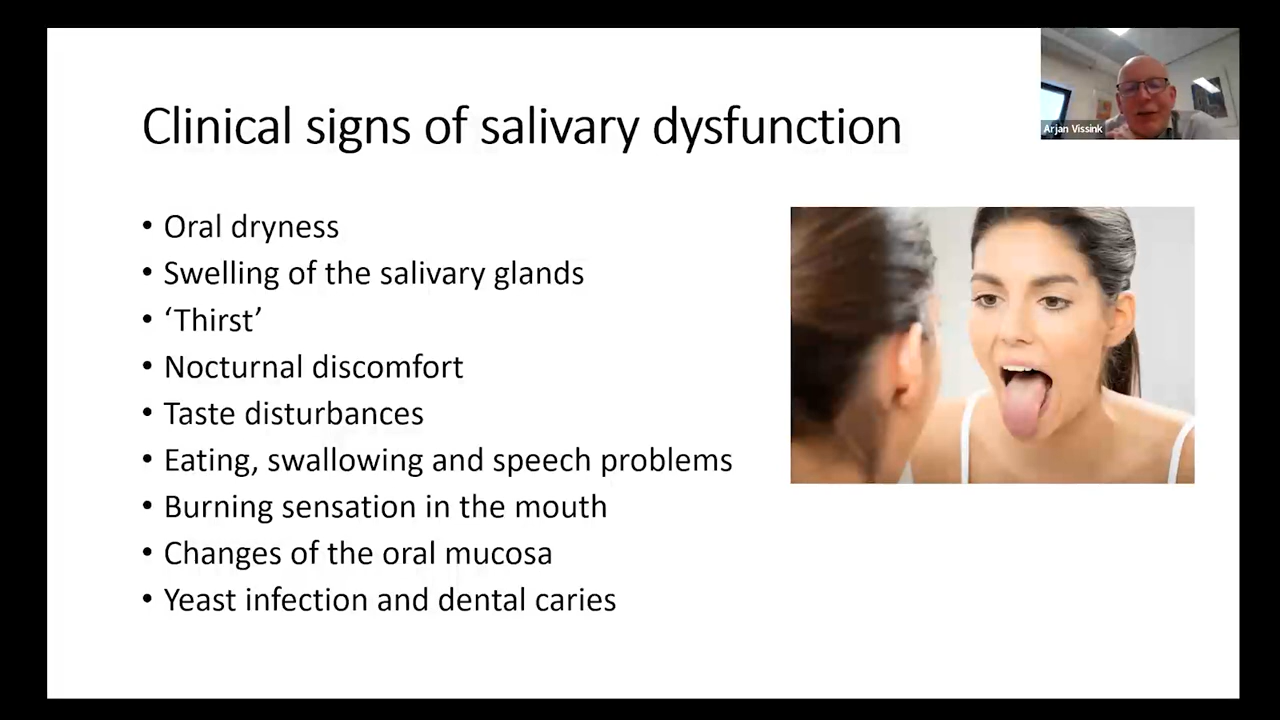 Clinical signs of salivary dysfunction
Arjan Vissink
• Oral dryness
• Swelling of the salivary glands
• ‘Thirst’
• Nocturnal discomfort
• Taste disturbances
• Eating, swallowing and speech problems
• Burning sensation in the mouth
• Changes of the oral mucosa
• Yeast infection and dental caries